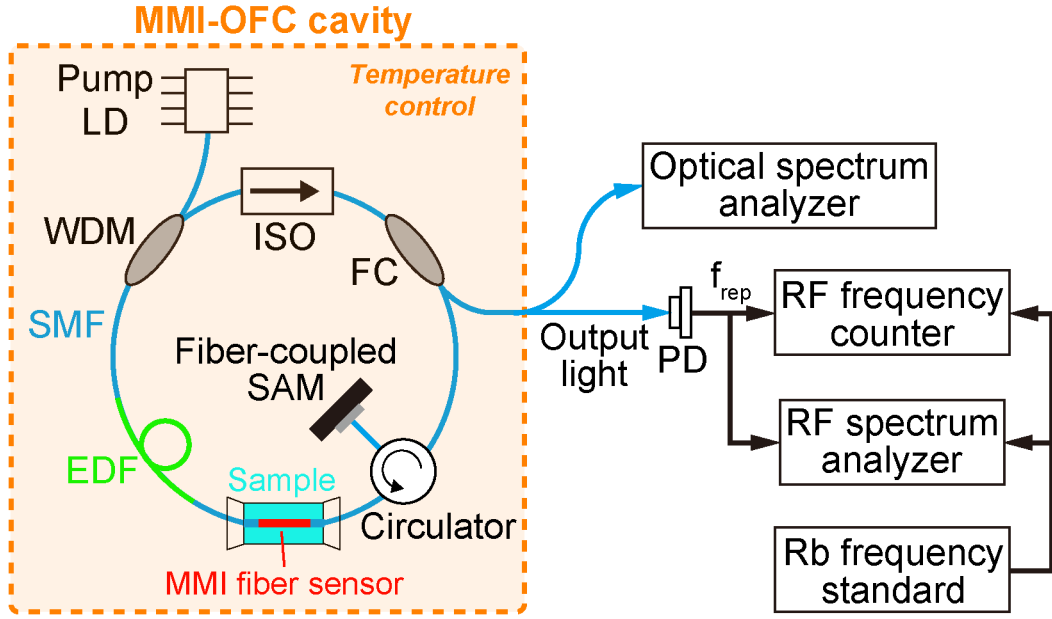 MMI-OFC cavity
Temperature
control
Pump
LD
WDM
ISO
FC
SMF
Fiber-coupled
SAM
EDF
Sample
Circulator
MMI fiber sensor
Optical spectrum
analyzer
Output
light
PD
f_rep
RF frequency
counter
RF spectrum
analyzer
Rb frequency
standard